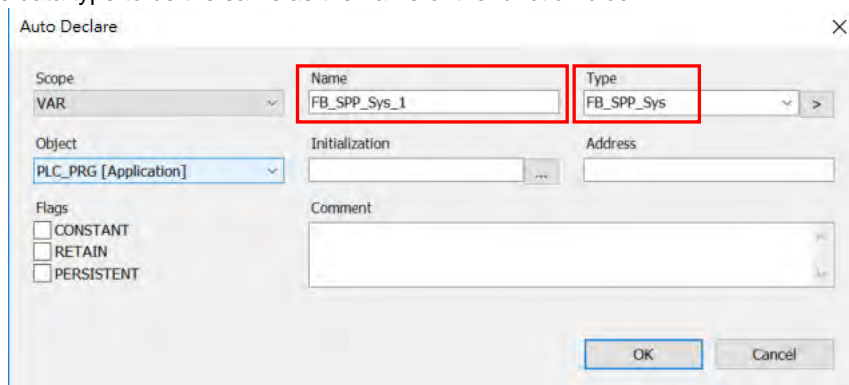 Auto Declare
Scope
Name
Type
VAR
FB_SPP_Sys_1
FB_SPP_Sys
>
Object
Initialization
Address
PLC_PRG [Application]
...
Flags
Comment
CONSTANT
RETAIN
PERSISTENT
OK
Cancel